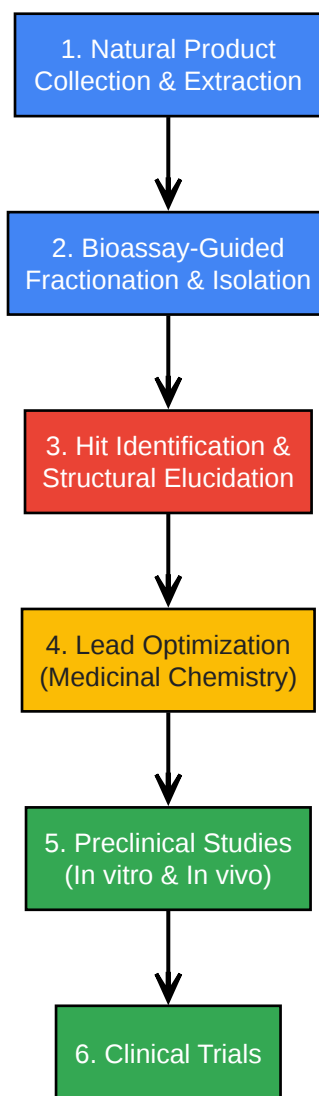 1. Natural Product
Collection & Extraction
2. Bioassay-Guided
Fractionation & Isolation
3. Hit Identification &
Structural Elucidation
4. Lead Optimization
(Medicinal Chemistry)
5. Preclinical Studies
(In vitro & In vivo)
6. Clinical Trials